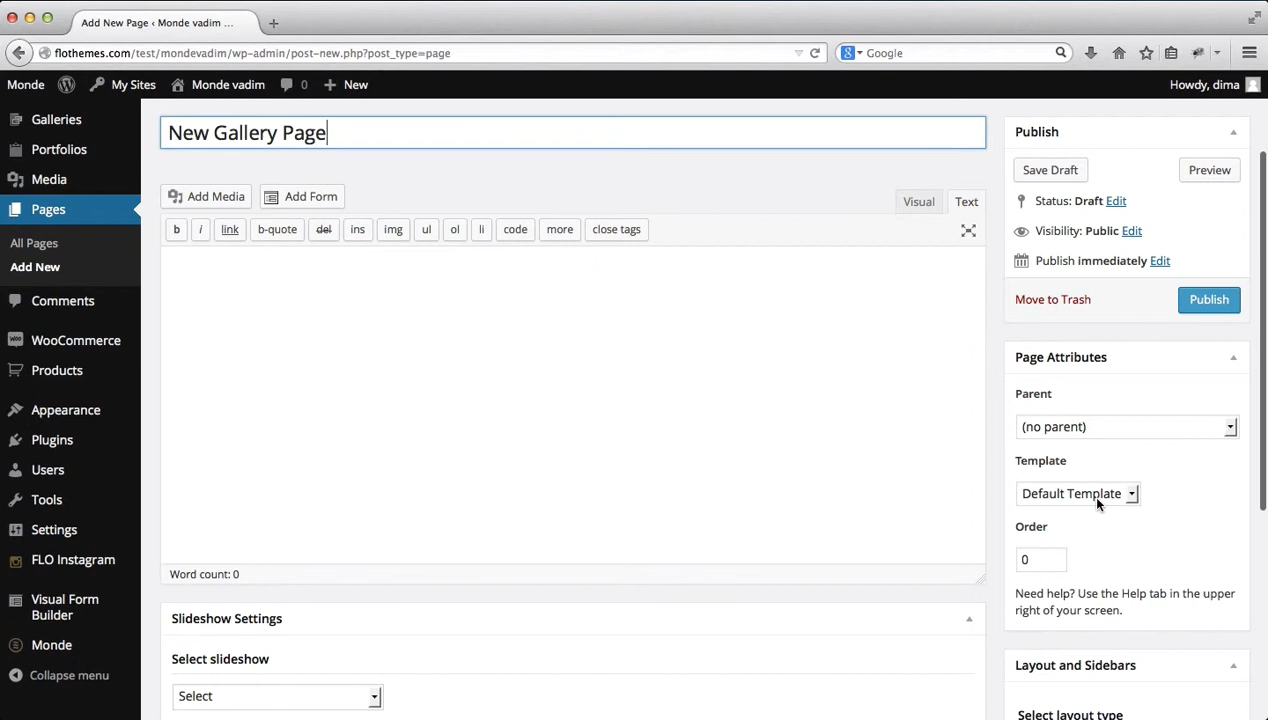 Add New Page ‹ Monde vadim ...
flothemes.com/test/mondevadim/wp-admin/post-new.php?post_type=page
Google
Monde
My Sites
Monde vadim
0
New
Howdy, dima
Galleries
Portfolios
Media
Pages
All Pages
Add New
Comments
WooCommerce
Products
Appearance
Plugins
Users
Tools
Settings
FLO Instagram
Visual Form
Builder
Monde
Collapse menu
New Gallery Page
Add Media
Add Form
Visual
Text
b
i
link
b-quote
del
ins
img
ul
ol
li
code
more
close tags
Word count: 0
Slideshow Settings
Select slideshow
Select
Publish
Save Draft
Preview
Status: Draft Edit
Visibility: Public Edit
Publish immediately Edit
Move to Trash
Publish
Page Attributes
Parent
(no parent)
Template
Default Template
Order
0
Need help? Use the Help tab in the upper
right of your screen.
Layout and Sidebars
Select layout type